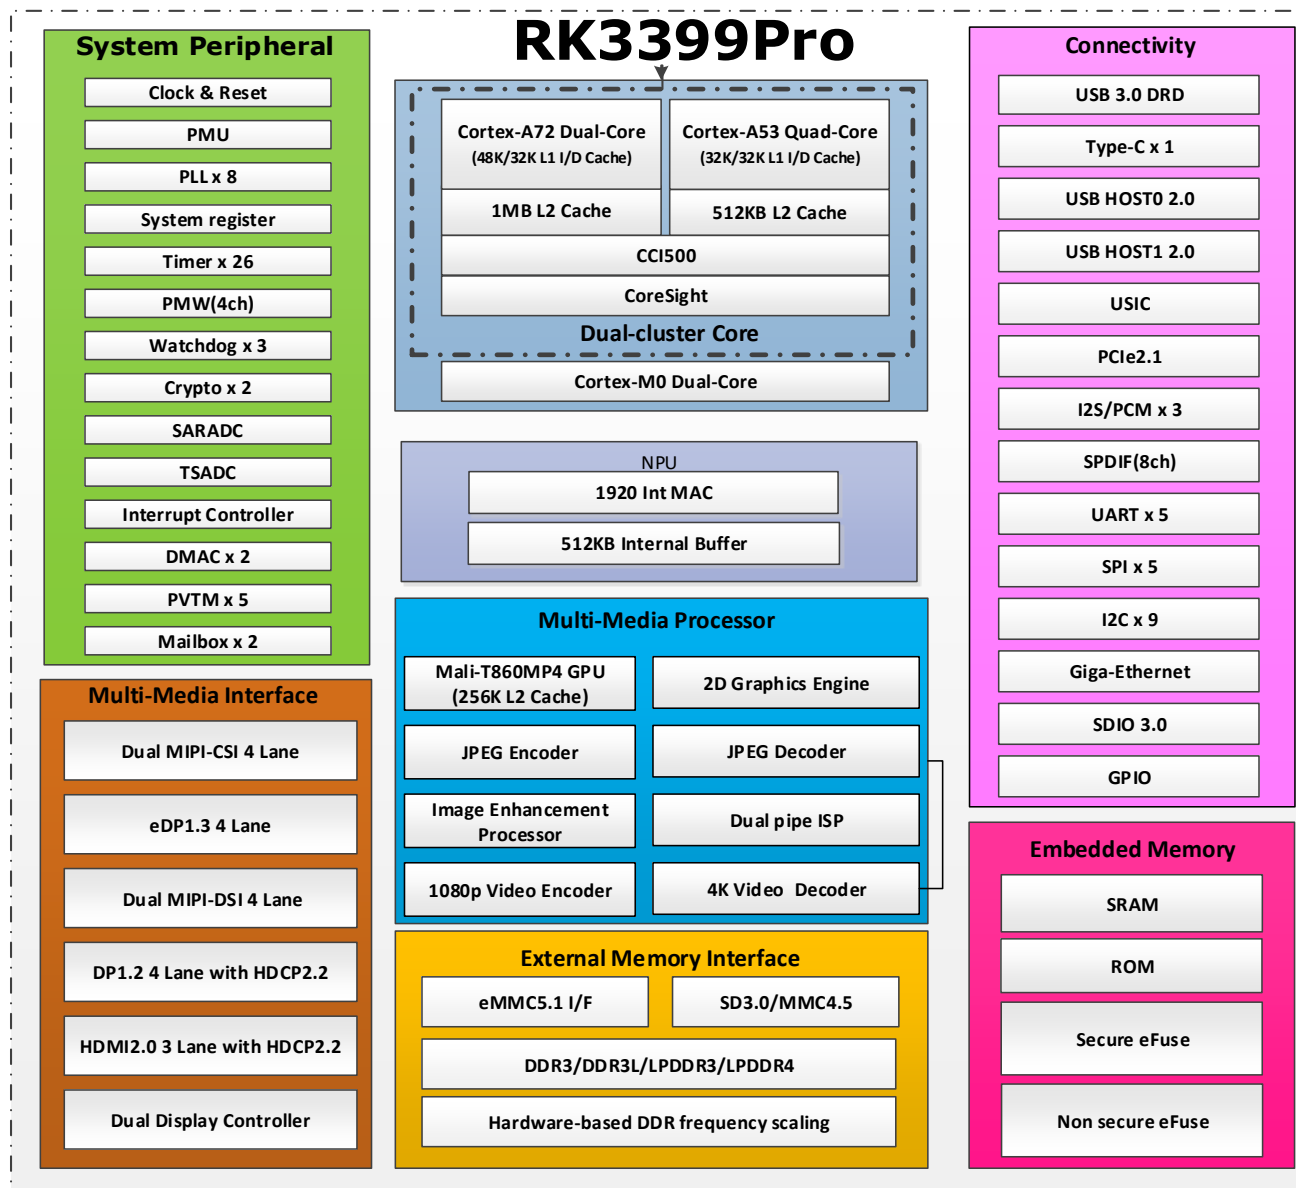 RK3399Pro
System Peripheral
Clock & Reset
PMU
PLL x 8
System register
Timer x 26
PMW(4ch)
Watchdog x 3
Crypto x 2
SARADC
TSADC
Interrupt Controller
DMAC x 2
PVTM x 5
Mailbox x 2
Multi-Media Interface
Dual MIPI-CSI 4 Lane
eDP1.3 4 Lane
Dual MIPI-DSI 4 Lane
DP1.2 4 Lane with HDCP2.2
HDMI2.0 3 Lane with HDCP2.2
Dual Display Controller
Cortex-A72 Dual-Core
(48K/32K L1 I/D Cache)
Cortex-A53 Quad-Core
(32K/32K L1 I/D Cache)
1MB L2 Cache
512KB L2 Cache
CCI500
CoreSight
Dual-cluster Core
Cortex-M0 Dual-Core
NPU
1920 Int MAC
512KB Internal Buffer
Multi-Media Processor
Mali-T860MP4 GPU
(256K L2 Cache)
2D Graphics Engine
JPEG Encoder
JPEG Decoder
Image Enhancement
Processor
Dual pipe ISP
1080p Video Encoder
4K Video Decoder
External Memory Interface
eMMC5.1 I/F
SD3.0/MMC4.5
DDR3/DDR3L/LPDDR3/LPDDR4
Hardware-based DDR frequency scaling
Connectivity
USB 3.0 DRD
Type-C x 1
USB HOST0 2.0
USB HOST1 2.0
USIC
PCIe2.1
I2S/PCM x 3
SPDIF(8ch)
UART x 5
SPI x 5
I2C x 9
Giga-Ethernet
SDIO 3.0
GPIO
Embedded Memory
SRAM
ROM
Secure eFuse
Non secure eFuse